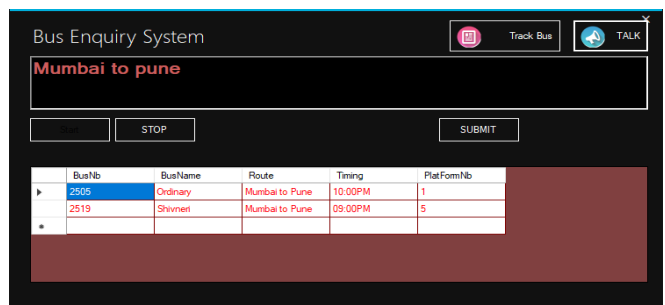 Bus Enquiry System
Track Bus
TALK
Mumbai to pune
Start
STOP
SUBMIT
BusNb BusName Route Timing PlatFormNb
2505 Ordinary Mumbai to Pune 10:00PM 1
2519 Shivneri Mumbai to Pune 09:00PM 5